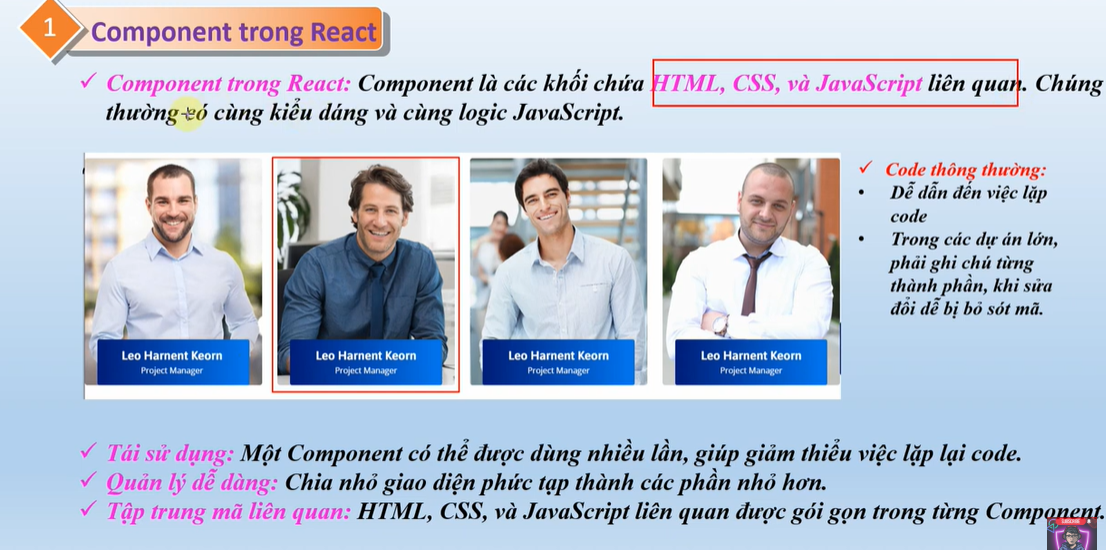 1
Component trong React
Component trong React: Component là các khối chứa HTML, CSS, và JavaScript liên quan. Chúng
thường có cùng kiểu dáng và cùng logic JavaScript.
Leo Harnent Keorn
Project Manager
Leo Harnent Keorn
Project Manager
Leo Harnent Keorn
Project Manager
Leo Harnent Keorn
Project Manager
Code thông thường:
Dễ dẫn đến việc lặp
code
Trong các dự án lớn,
phải ghi chú từng
thành phần, khi sửa
đổi dễ bị bỏ sót mã.
Tái sử dụng: Một Component có thể được dùng nhiều lần, giúp giảm thiểu việc lặp lại code.
Quản lý dễ dàng: Chia nhỏ giao diện phức tạp thành các phần nhỏ hơn.
Tập trung mã liên quan: HTML, CSS, và JavaScript liên quan được gói gọn trong từng Component.